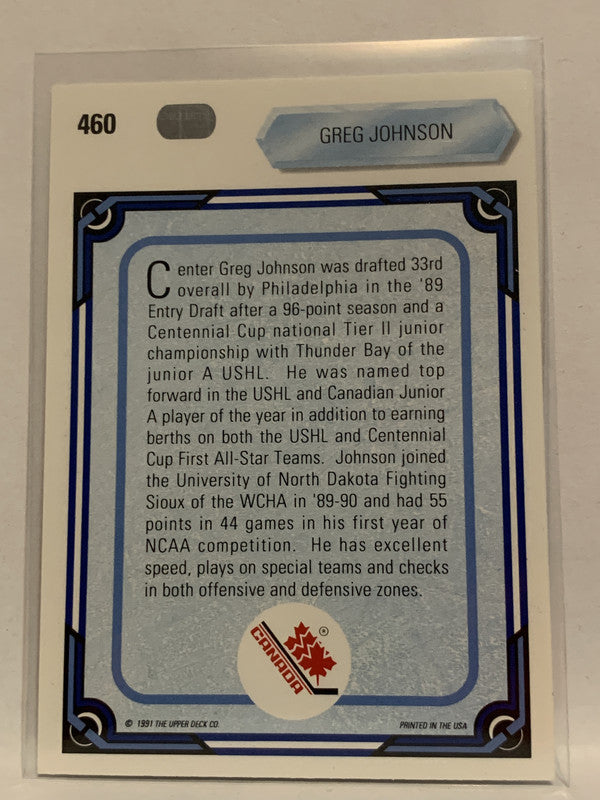 460
GREG JOHNSON
Center Greg Johnson was drafted 33rd
overall by Philadelphia in the '89
Entry Draft after a 96-point season and a
Centennial Cup national Tier II junior
championship with Thunder Bay of the
junior A USHL. He was named top
forward in the USHL and Canadian Junior
A player of the year in addition to earning
berths on both the USHL and Centennial
Cup First All-Star Teams. Johnson joined
the University of North Dakota Fighting
Sioux of the WCHA in '89-90 and had 55
points in 44 games in his first year of
NCAA competition. He has excellent
speed, plays on special teams and checks
in both offensive and defensive zones.
CANADA ®
© 1991 THE UPPER DECK CO.
PRINTED IN THE USA